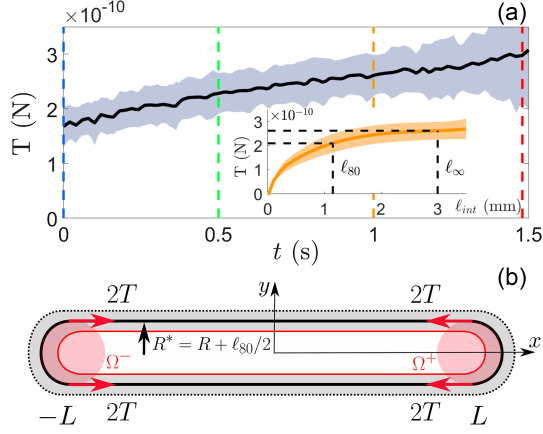 ×10⁻¹⁰
(a)
3
2
1
0
T (N)
0
0.5
1
1.5
t (s)
×10⁻¹⁰
3
2
1
0
T (N)
ℓ₈₀
ℓ∞
0
1
2
3
ℓ_int (mm)
(b)
y
2T
2T
R* = R + ℓ₈₀/2
x
Ω⁻
Ω⁺
−L
2T
2T
L